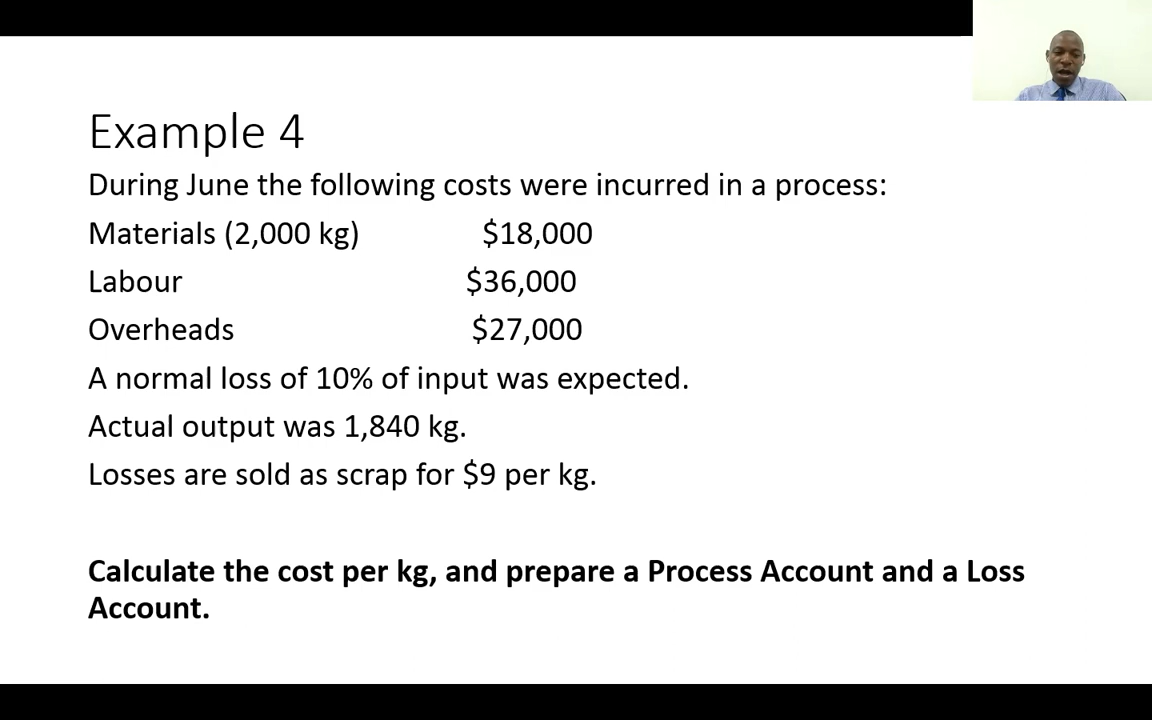 Example 4
During June the following costs were incurred in a process:
Materials (2,000 kg) $18,000
Labour $36,000
Overheads $27,000
A normal loss of 10% of input was expected.
Actual output was 1,840 kg.
Losses are sold as scrap for $9 per kg.
Calculate the cost per kg, and prepare a Process Account and a Loss
Account.